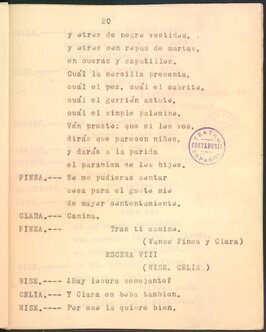 20
y otros de negro vestidos,
y otros con ropas de martas,
en cueras y zapatillos.
Cuál la morcilla presenta,
cuál el pez, cuál el cabrito,
cuál el gorrión astuto,
cuál el simple palomino.
Ven presto: que si los ves,
dirás que parecen niños,
y darás a la parida
el parabien de los hijos.
FINEA.--- No me pudieras contar
cosa para el gusto mio
de mayor contentamiento.
CLARA.--- Camina.
FINEA.--- Tras ti camino.
(Vanse Finea y Clara)
ESCENA VIII
(NISE, CELIA.)
NISE.--- ¿Hay locura semejante?
CELIA.--- Y Clara es boba tambien.
NISE.--- Por eso la quiere bien.
TEATRO
CONTADURIA
ESPAÑOL